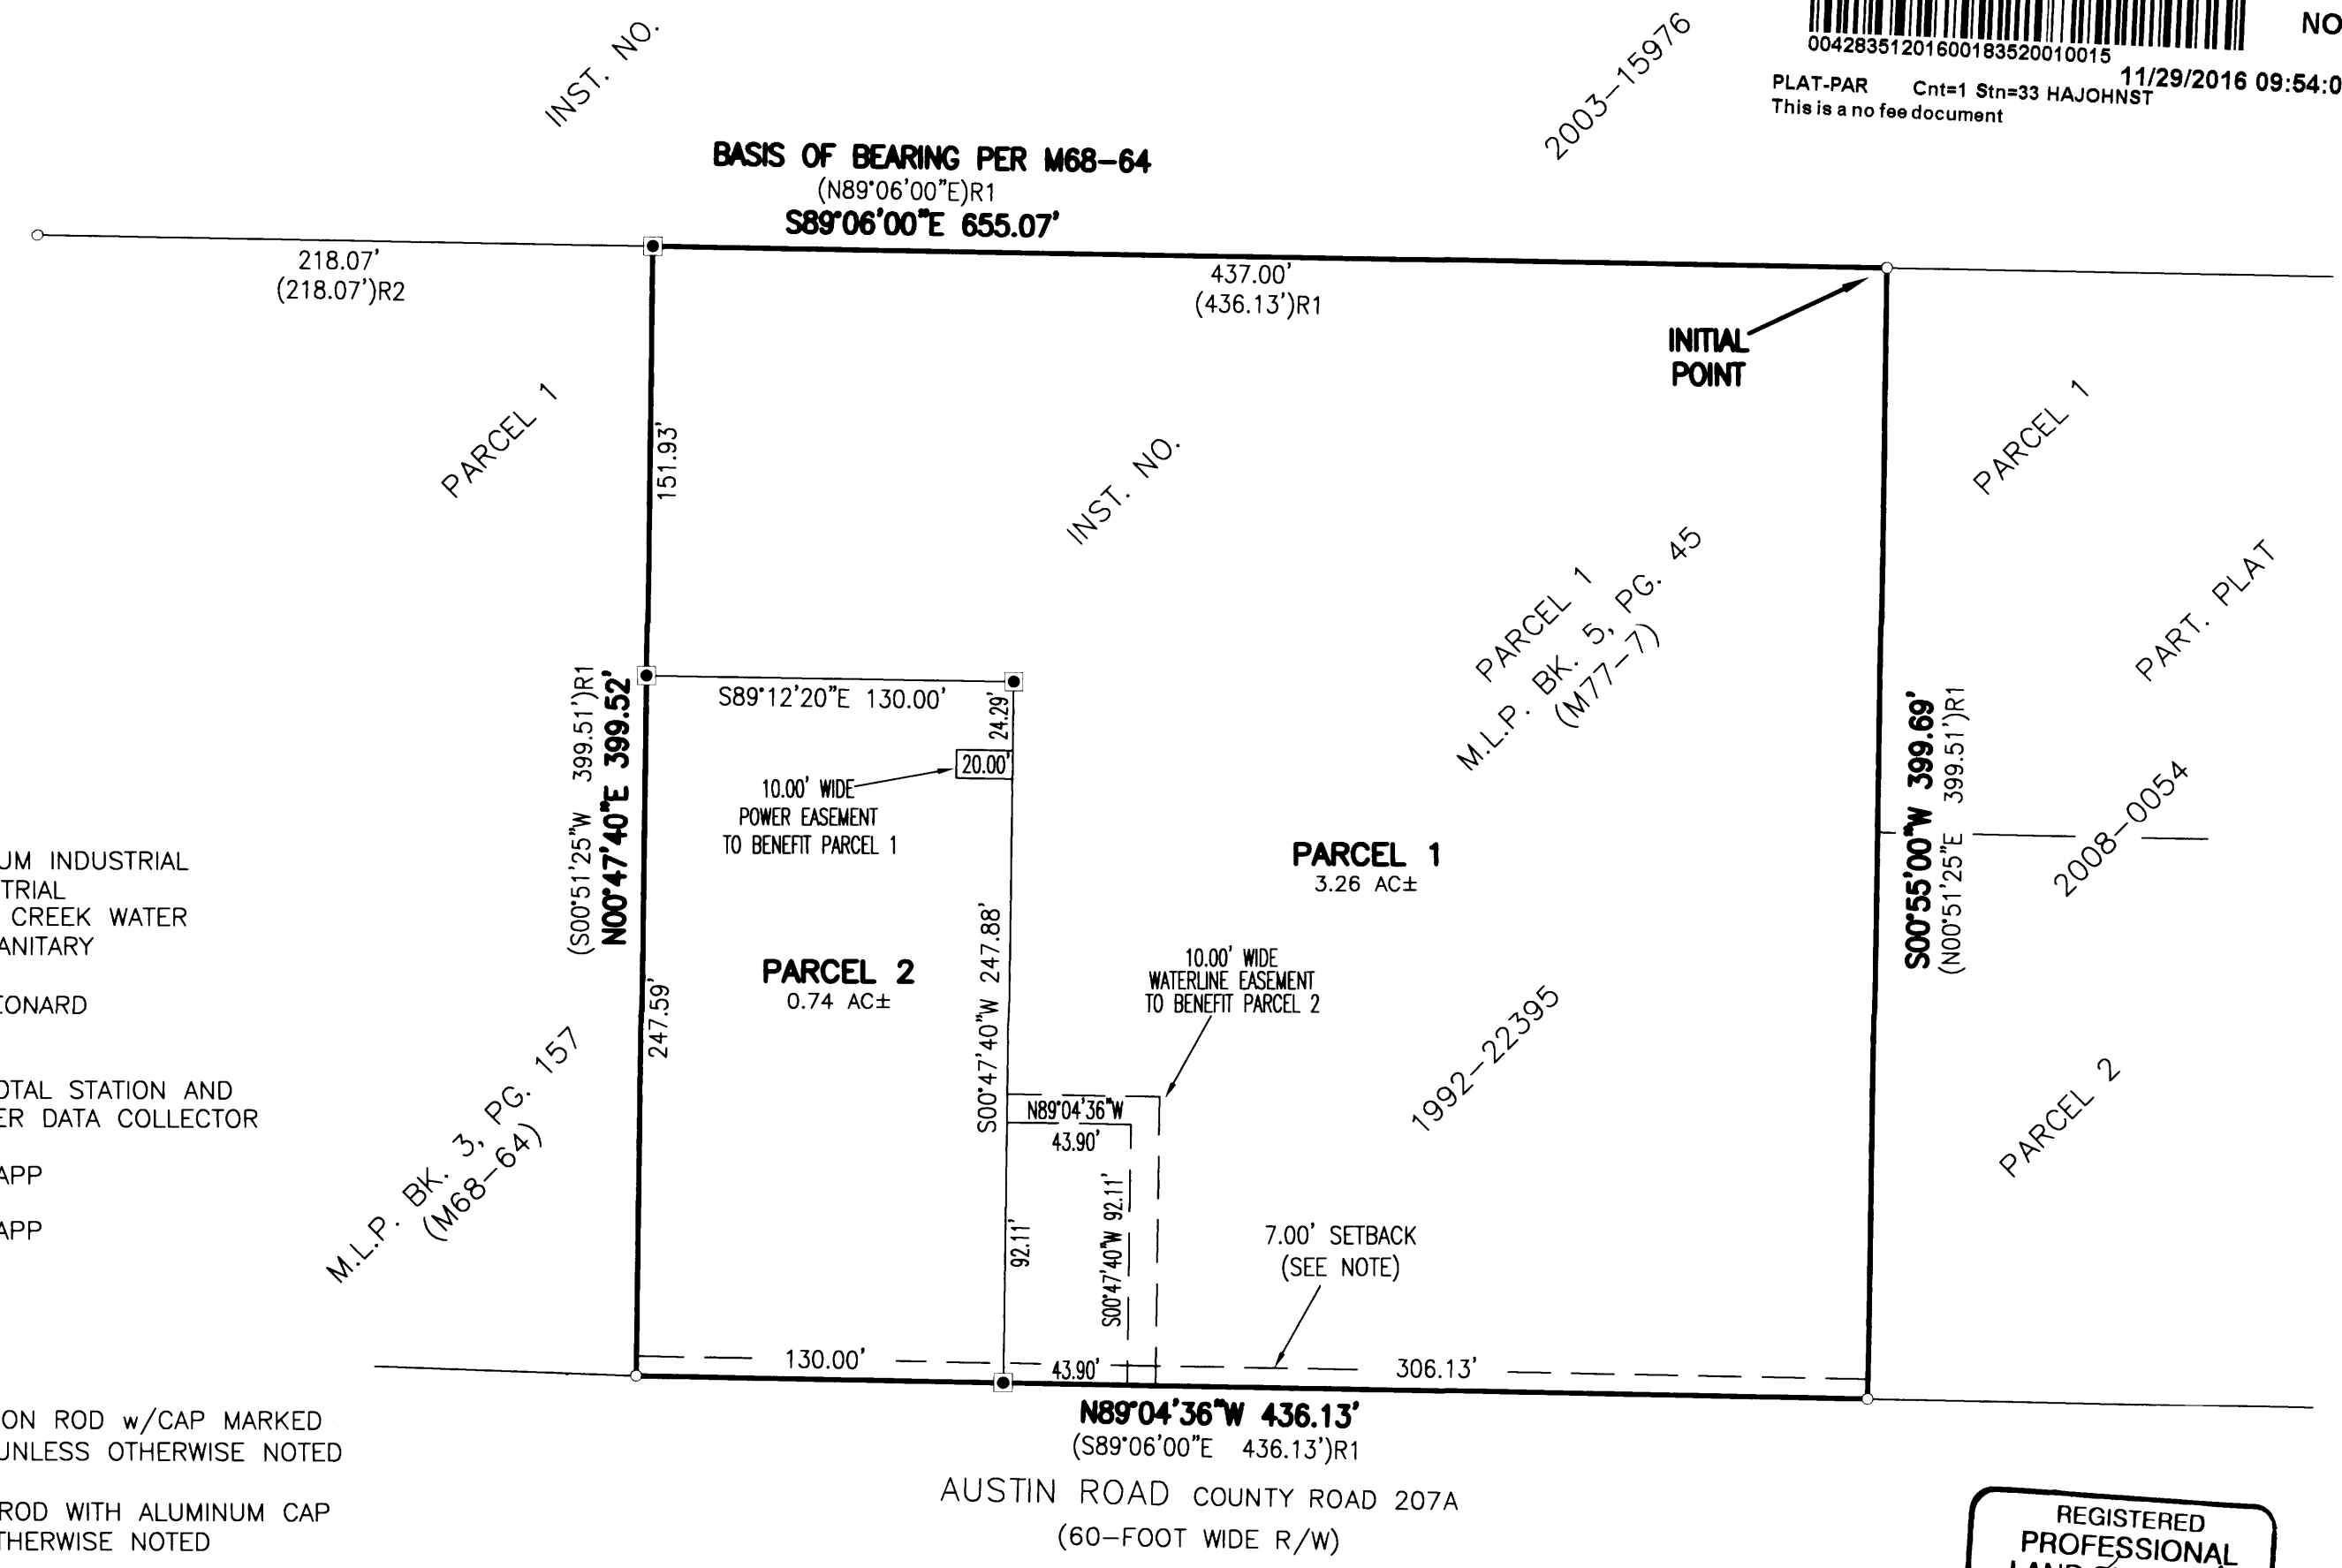 NO
00428351201600183520010015
11/29/2016 09:54:0
PLAT-PAR Cnt=1 Stn=33 HAJOHNST
This is a no fee document
INST. NO.
2003-15976
BASIS OF BEARING PER M68-64
(N89°06'00"E)R1
S89°06'00"E 655.07'
218.07'
(218.07')R2
437.00'
(436.13')R1
INITIAL
POINT
PARCEL 1
151.93'
INST. NO.
PARCEL 1
M.L.P. BK. 5, PG. 45
(M77-7)
PARCEL 1
PART. PLAT
2008-0054
PARCEL 2
S89°12'20"E 130.00'
24.29'
20.00'
10.00' WIDE
POWER EASEMENT
TO BENEFIT PARCEL 1
(S00°51'25"W 399.51')R1
N00°47'40"E 399.52'
247.59'
PARCEL 2
0.74 AC±
S00°47'40"W 247.88'
PARCEL 1
3.26 AC±
S00°55'00"W 399.69'
(N00°51'25"E 399.51')R1
10.00' WIDE
WATERLINE EASEMENT
TO BENEFIT PARCEL 2
1992-22395
N89°04'36"W
43.90'
92.11'
S00°47'40"W 92.11'
7.00' SETBACK
(SEE NOTE)
M.L.P. BK. 3, PG. 157
(M68-64)
130.00'
43.90'
306.13'
N89°04'36"W 436.13'
(S89°06'00"E 436.13')R1
AUSTIN ROAD COUNTY ROAD 207A
(60-FOOT WIDE R/W)
UM INDUSTRIAL
TRIAL
CREEK WATER
ANITARY
EONARD
OTAL STATION AND
ER DATA COLLECTOR
APP
APP
ON ROD w/CAP MARKED
UNLESS OTHERWISE NOTED
ROD WITH ALUMINUM CAP
THERWISE NOTED
REGISTERED
PROFESSIONAL